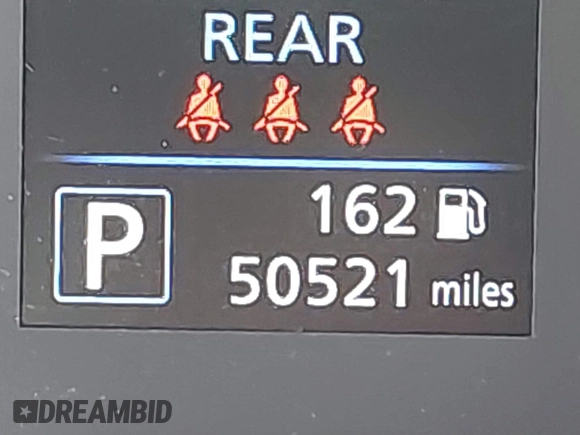 REAR
P
162
50521 miles
DREAMBID